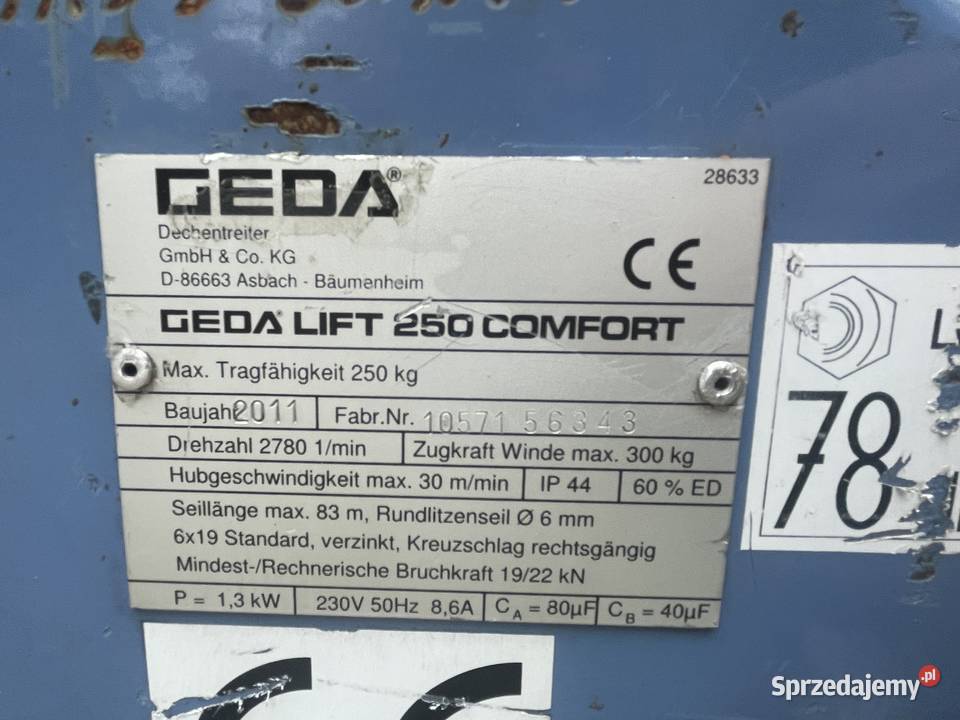 GEDA®
28633
Dechentreiter
GmbH & Co. KG
D-86663 Asbach - Bäumenheim
CE
GEDA LIFT 250 COMFORT
Max. Tragfähigkeit 250 kg
Baujahr 2011 Fabr.Nr. 10571 56343
Drehzahl 2780 1/min Zugkraft Winde max. 300 kg
Hubgeschwindigkeit max. 30 m/min IP 44 60 % ED
Seillänge max. 83 m, Rundlitzenseil Ø 6 mm
6x19 Standard, verzinkt, Kreuzschlag rechtsgängig
Mindest-/Rechnerische Bruchkraft 19/22 kN
P = 1,3 kW 230V 50Hz 8,6A C_A = 80µF C_B = 40µF
78
Sprzedajemy.pl